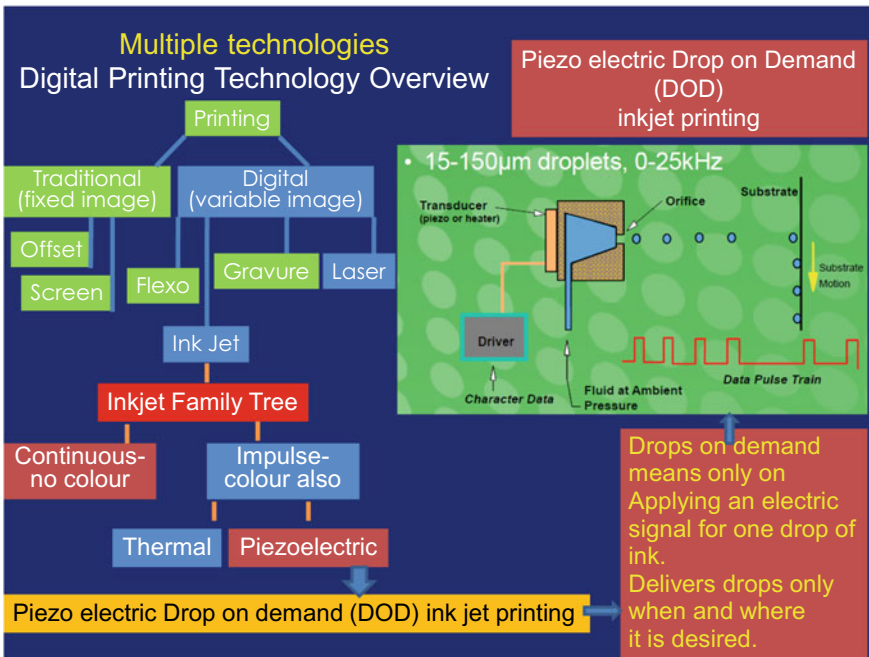 Multiple technologies
Digital Printing Technology Overview
Printing
Traditional
(fixed image)
Digital
(variable image)
Offset
Screen
Flexo
Gravure
Laser
Ink Jet
Inkjet Family Tree
Continuous-
no colour
Impulse-
colour also
Thermal
Piezoelectric
Piezo electric Drop on demand (DOD) ink jet printing
Piezo electric Drop on Demand
(DOD)
inkjet printing
• 15-150µm droplets, 0-25kHz
Transducer
(piezo or heater)
Orifice
Substrate
Substrate
Motion
Driver
Data Pulse Train
Character Data
Fluid at Ambient
Pressure
Drops on demand
means only on
Applying an electric
signal for one drop of
ink.
Delivers drops only
when and where
it is desired.